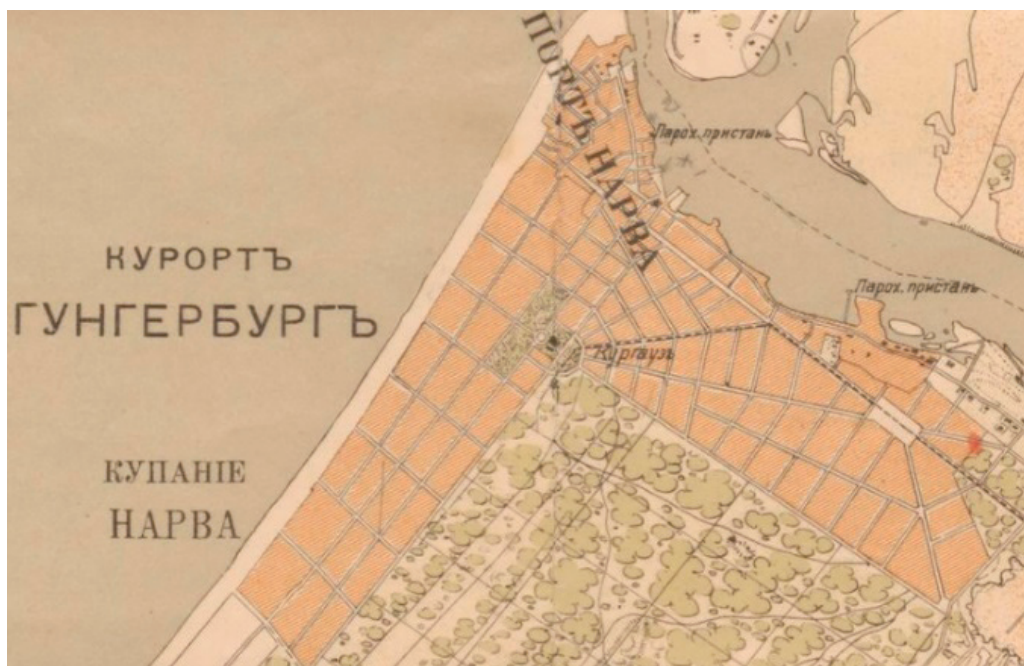 ПОРТЪ НАРВА
Парох. пристань
КУРОРТЪ
ГУНГЕРБУРГЪ
Парох. пристань
Кургаузъ
КУПАНІЕ
НАРВА